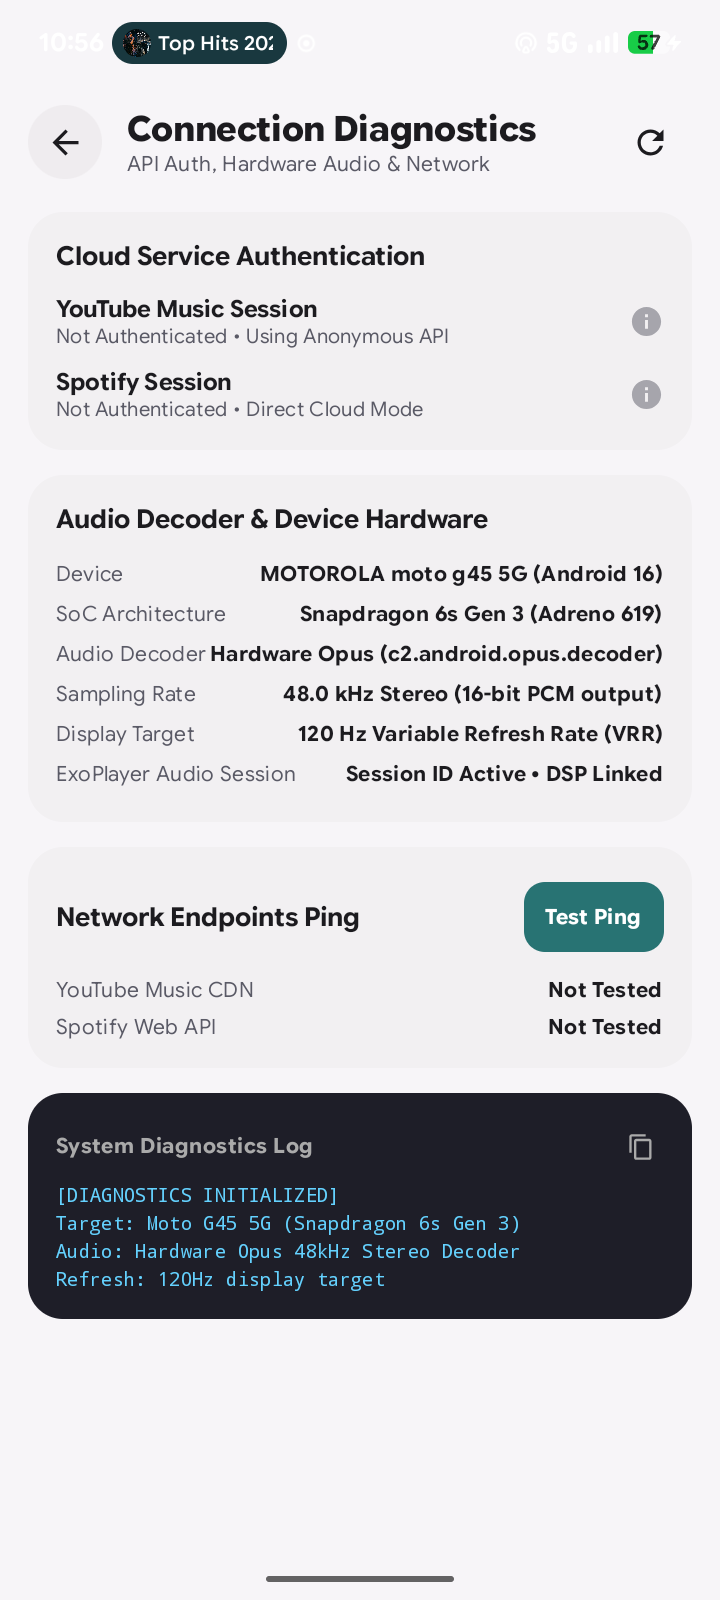 10:56
Top Hits 202
5G
57
Connection Diagnostics
API Auth, Hardware Audio & Network
Cloud Service Authentication
YouTube Music Session
Not Authenticated • Using Anonymous API
Spotify Session
Not Authenticated • Direct Cloud Mode
Audio Decoder & Device Hardware
Device MOTOROLA moto g45 5G (Android 16)
SoC Architecture Snapdragon 6s Gen 3 (Adreno 619)
Audio Decoder Hardware Opus (c2.android.opus.decoder)
Sampling Rate 48.0 kHz Stereo (16-bit PCM output)
Display Target 120 Hz Variable Refresh Rate (VRR)
ExoPlayer Audio Session Session ID Active • DSP Linked
Network Endpoints Ping
Test Ping
YouTube Music CDN Not Tested
Spotify Web API Not Tested
System Diagnostics Log
[DIAGNOSTICS INITIALIZED]
Target: Moto G45 5G (Snapdragon 6s Gen 3)
Audio: Hardware Opus 48kHz Stereo Decoder
Refresh: 120Hz display target